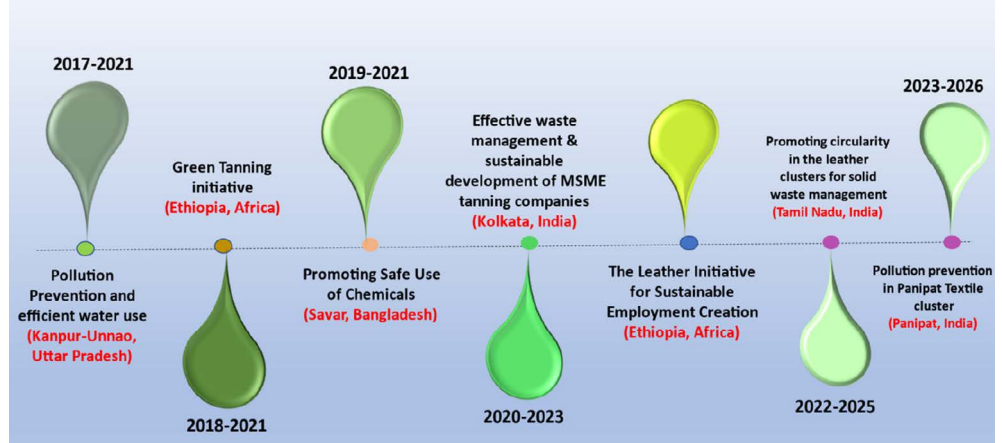 2017-2021
Pollution
Prevention and
efficient water use
(Kanpur-Unnao,
Uttar Pradesh)
Green Tanning
initiative
(Ethiopia, Africa)
2018-2021
2019-2021
Promoting Safe Use
of Chemicals
(Savar, Bangladesh)
Effective waste
management &
sustainable
development of MSME
tanning companies
(Kolkata, India)
2020-2023
The Leather Initiative
for Sustainable
Employment Creation
(Ethiopia, Africa)
Promoting circularity
in the leather
clusters for solid
waste management
(Tamil Nadu, India)
2022-2025
2023-2026
Pollution prevention
in Panipat Textile
cluster
(Panipat, India)